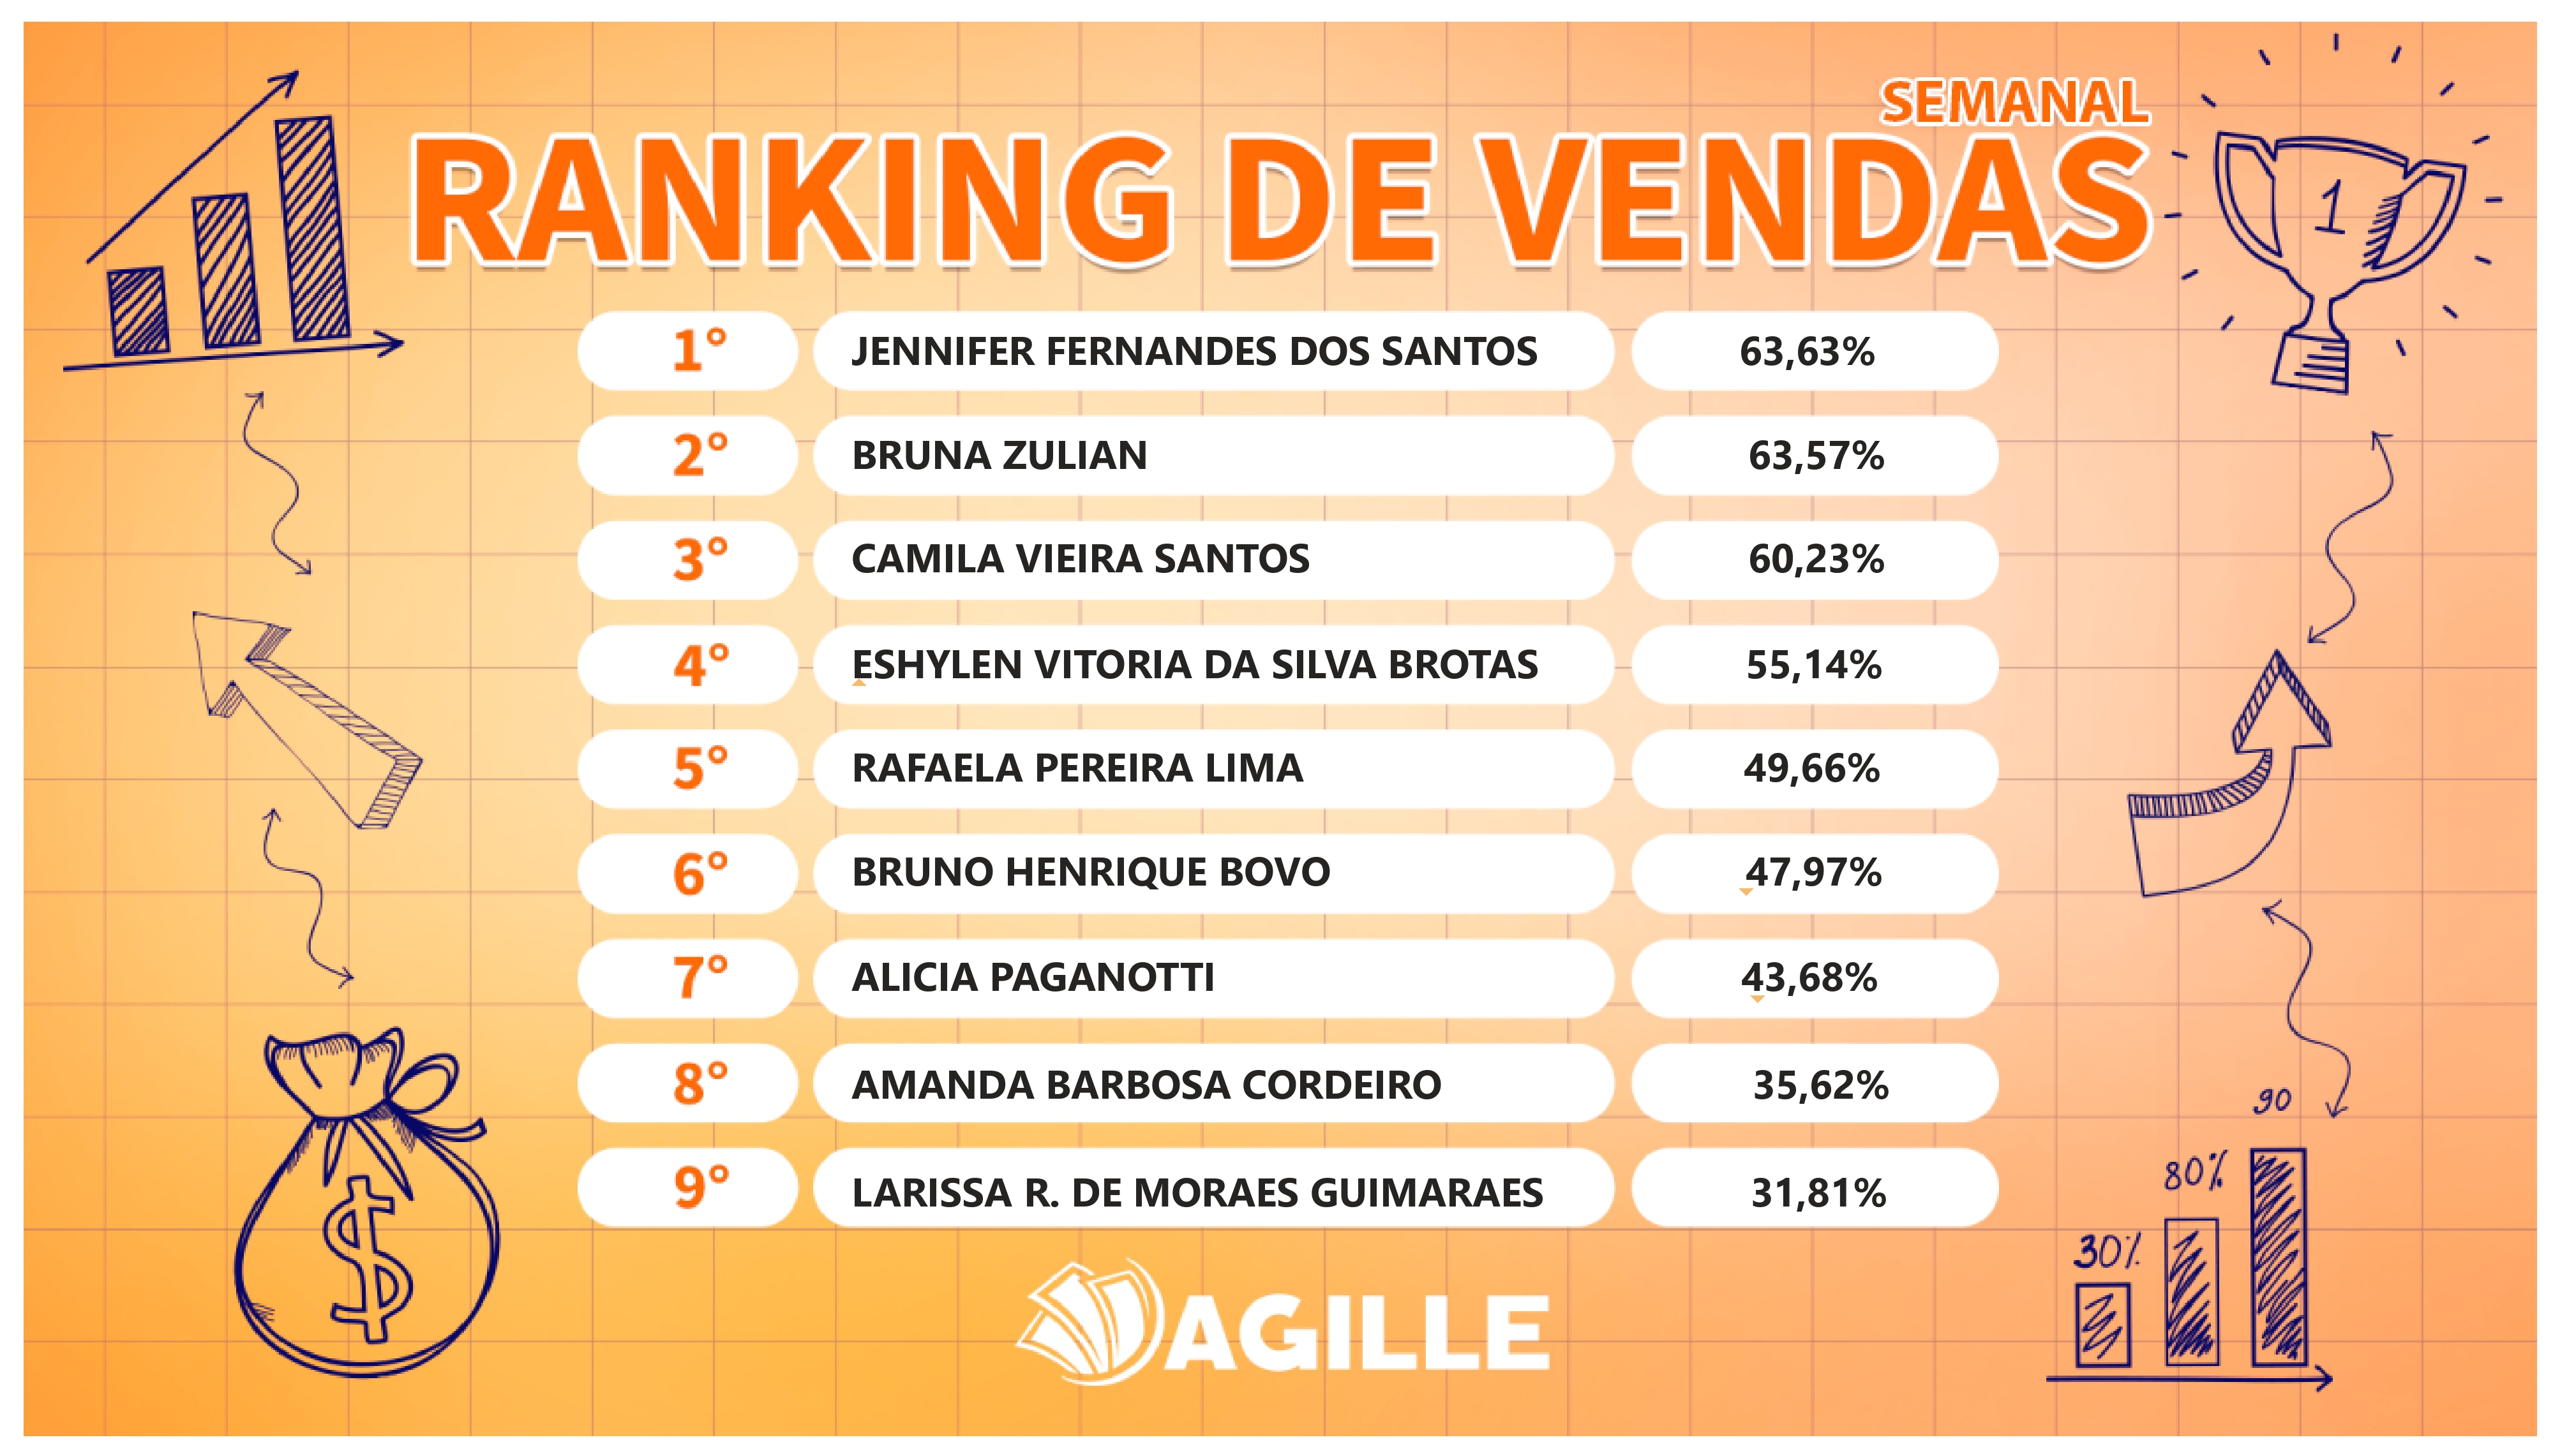 SEMANAL
RANKING DE VENDAS
1
1° JENNIFER FERNANDES DOS SANTOS 63,63%
2° BRUNA ZULIAN 63,57%
3° CAMILA VIEIRA SANTOS 60,23%
4° ESHYLEN VITORIA DA SILVA BROTAS 55,14%
5° RAFAELA PEREIRA LIMA 49,66%
6° BRUNO HENRIQUE BOVO 47,97%
7° ALICIA PAGANOTTI 43,68%
8° AMANDA BARBOSA CORDEIRO 35,62%
9° LARISSA R. DE MORAES GUIMARAES 31,81%
$
30% 80% 90
AGILLE